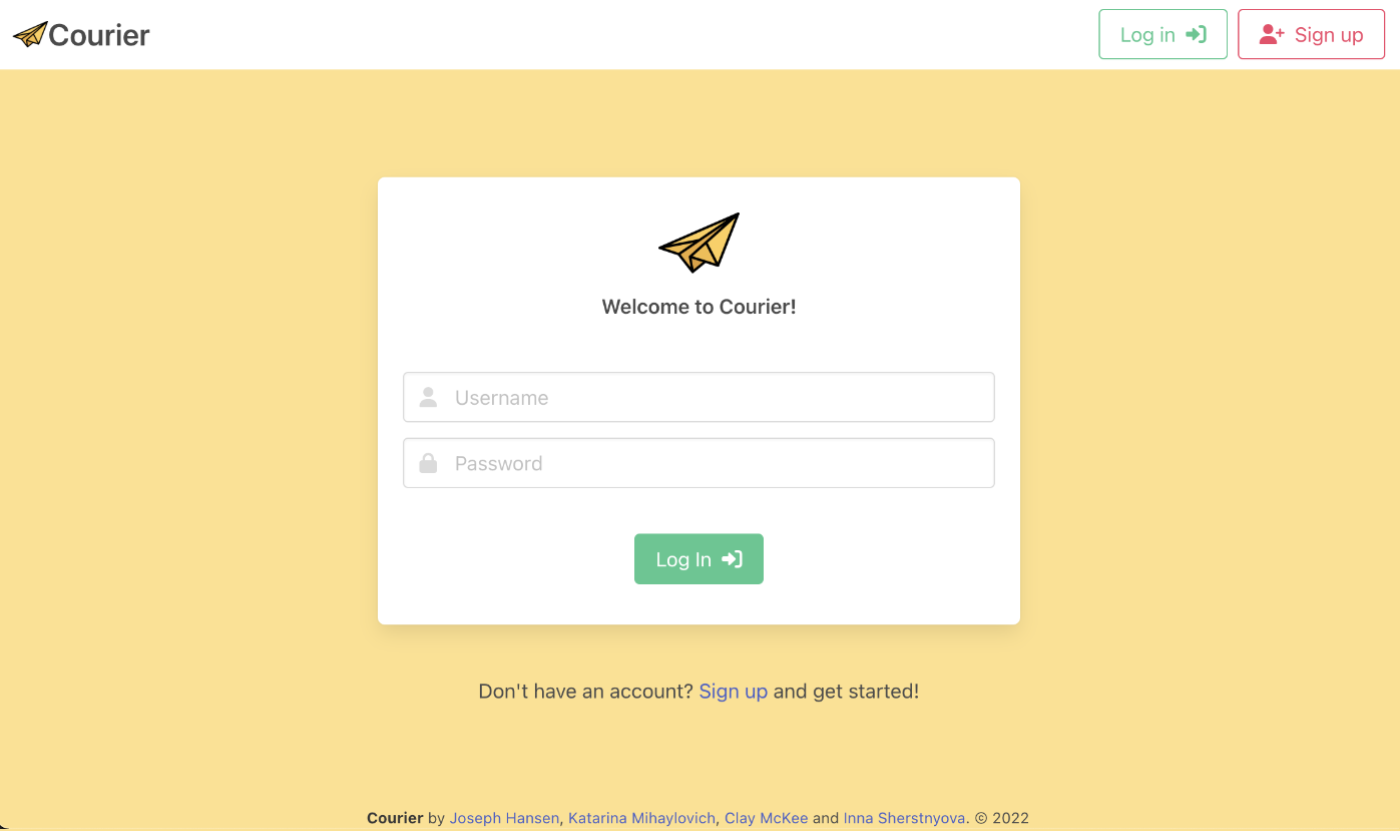 Courier
Log in
Sign up
Welcome to Courier!
Username
Password
Log In
Don't have an account? Sign up and get started!
Courier by Joseph Hansen, Katarina Mihaylovich, Clay McKee and Inna Sherstnyova. © 2022